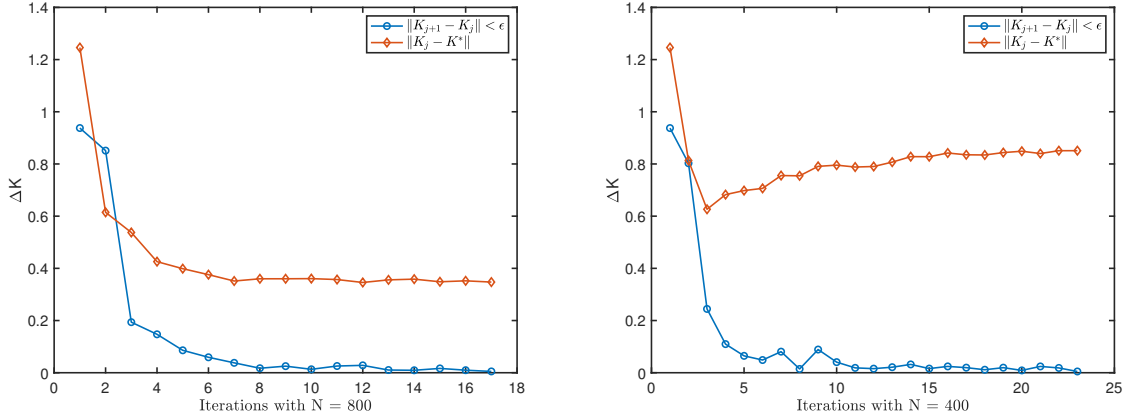 1.4
1.2
1
0.8
0.6
0.4
0.2
0
ΔK
0 2 4 6 8 10 12 14 16 18
Iterations with N = 800
‖K_{j+1} − K_j‖ < ϵ
‖K_j − K*‖
1.4
1.2
1
0.8
0.6
0.4
0.2
0
ΔK
0 5 10 15 20 25
Iterations with N = 400
‖K_{j+1} − K_j‖ < ϵ
‖K_j − K*‖